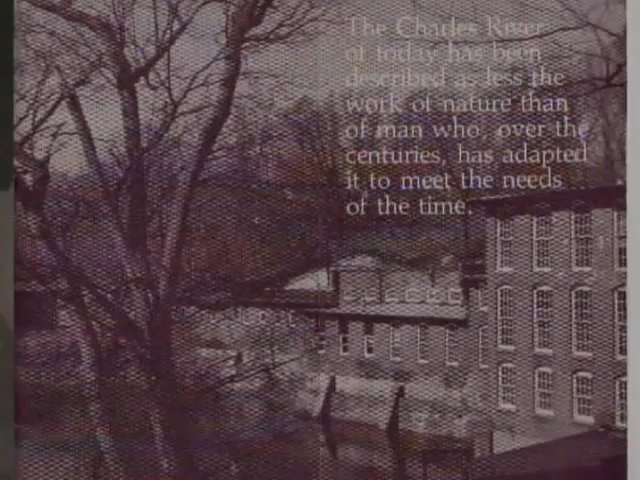 The Charles River
of today has been
described as less the
work of nature than
of man who, over the
centuries, has adapted
it to meet the needs
of the time.